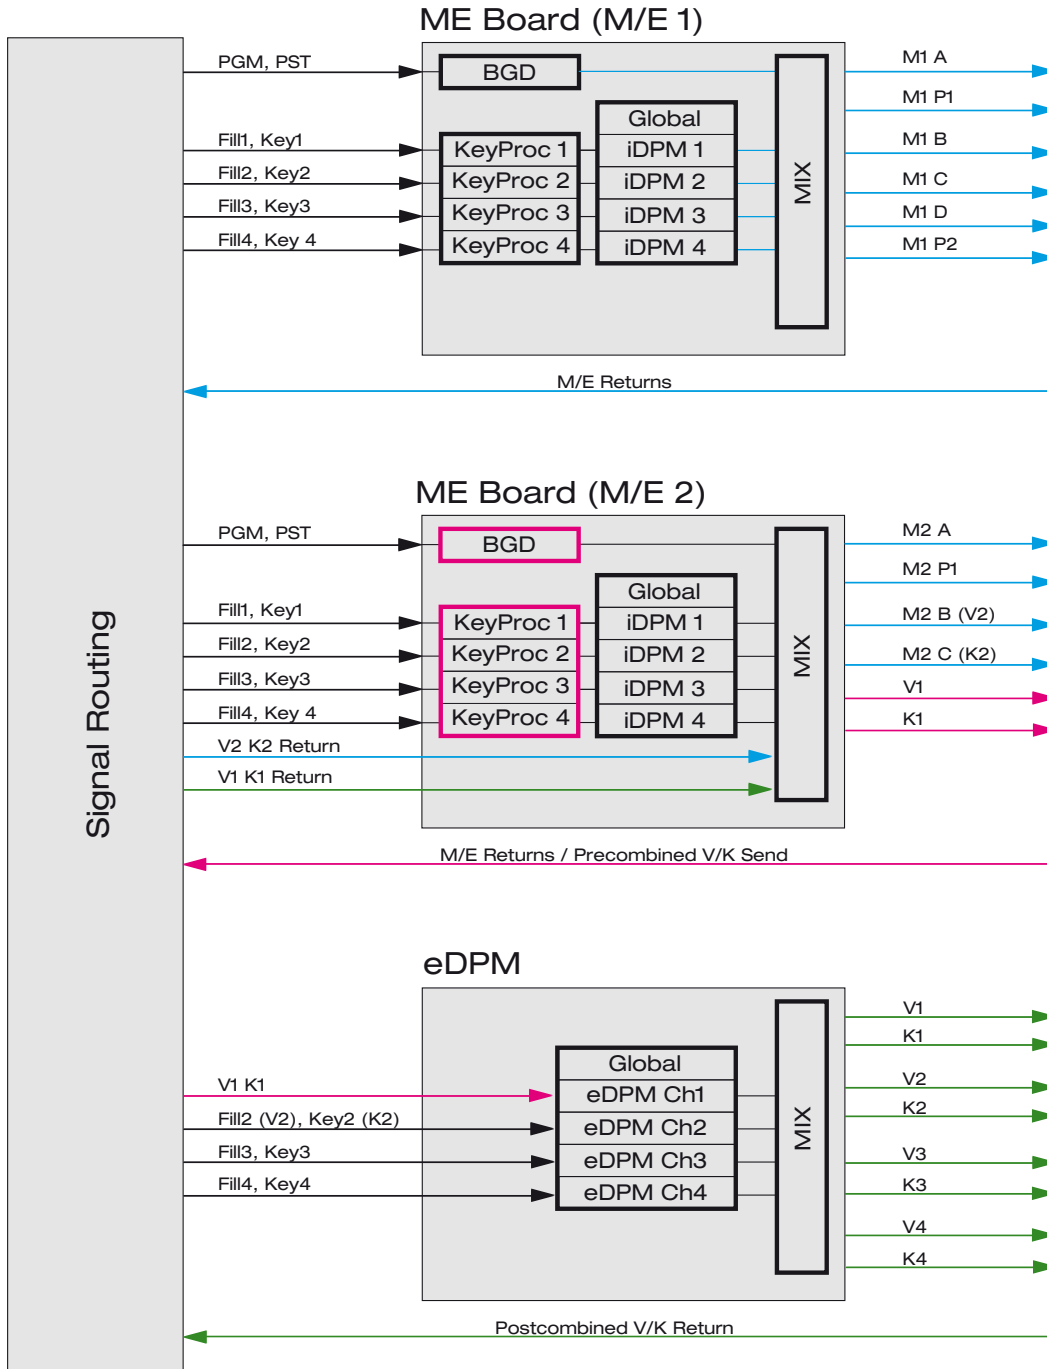 ME Board (M/E 1)
Signal Routing
PGM, PST
Fill1, Key1
Fill2, Key2
Fill3, Key3
Fill4, Key 4
BGD
KeyProc 1
KeyProc 2
KeyProc 3
KeyProc 4
Global
iDPM 1
iDPM 2
iDPM 3
iDPM 4
MIX
M1 A
M1 P1
M1 B
M1 C
M1 D
M1 P2
M/E Returns
ME Board (M/E 2)
PGM, PST
Fill1, Key1
Fill2, Key2
Fill3, Key3
Fill4, Key 4
V2 K2 Return
V1 K1 Return
BGD
KeyProc 1
KeyProc 2
KeyProc 3
KeyProc 4
Global
iDPM 1
iDPM 2
iDPM 3
iDPM 4
MIX
M2 A
M2 P1
M2 B (V2)
M2 C (K2)
V1
K1
M/E Returns / Precombined V/K Send
eDPM
V1 K1
Fill2 (V2), Key2 (K2)
Fill3, Key3
Fill4, Key4
Global
eDPM Ch1
eDPM Ch2
eDPM Ch3
eDPM Ch4
MIX
V1
K1
V2
K2
V3
K3
V4
K4
Postcombined V/K Return